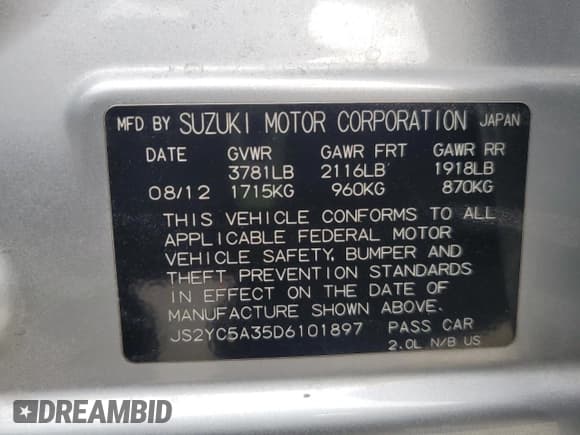 MFD BY SUZUKI MOTOR CORPORATION JAPAN
DATE GVWR GAWR FRT GAWR RR
3781LB 2116LB 1918LB
08/12 1715KG 960KG 870KG
THIS VEHICLE CONFORMS TO ALL
APPLICABLE FEDERAL MOTOR
VEHICLE SAFETY, BUMPER AND
THEFT PREVENTION STANDARDS
IN EFFECT ON THE DATE OF
MANUFACTURE SHOWN ABOVE.
JS2YC5A35D6101897 PASS CAR
2.0L N/B US
DREAMBID